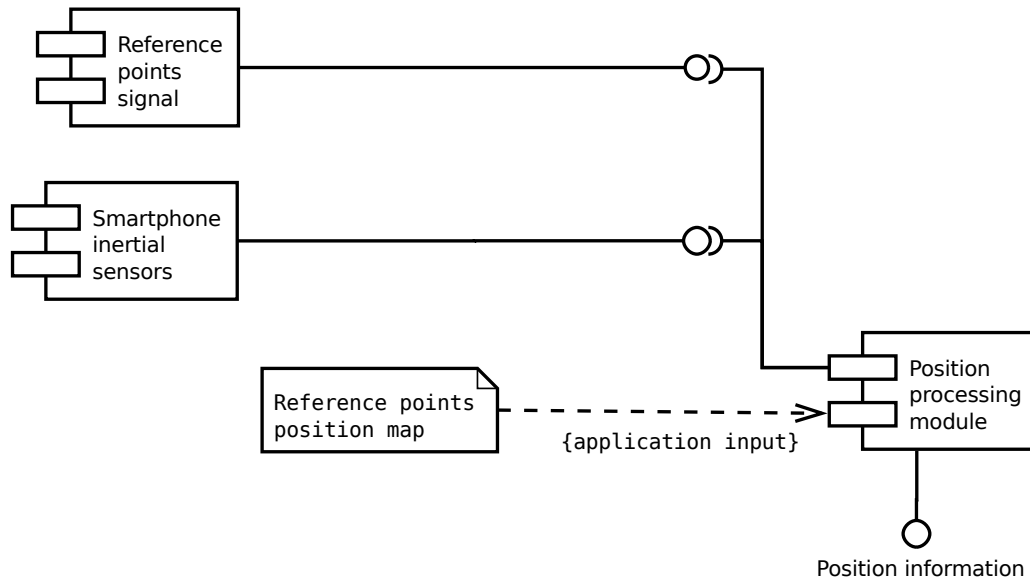 Reference
points
signal
Smartphone
inertial
sensors
Reference points
position map
{application input}
Position
processing
module
Position information